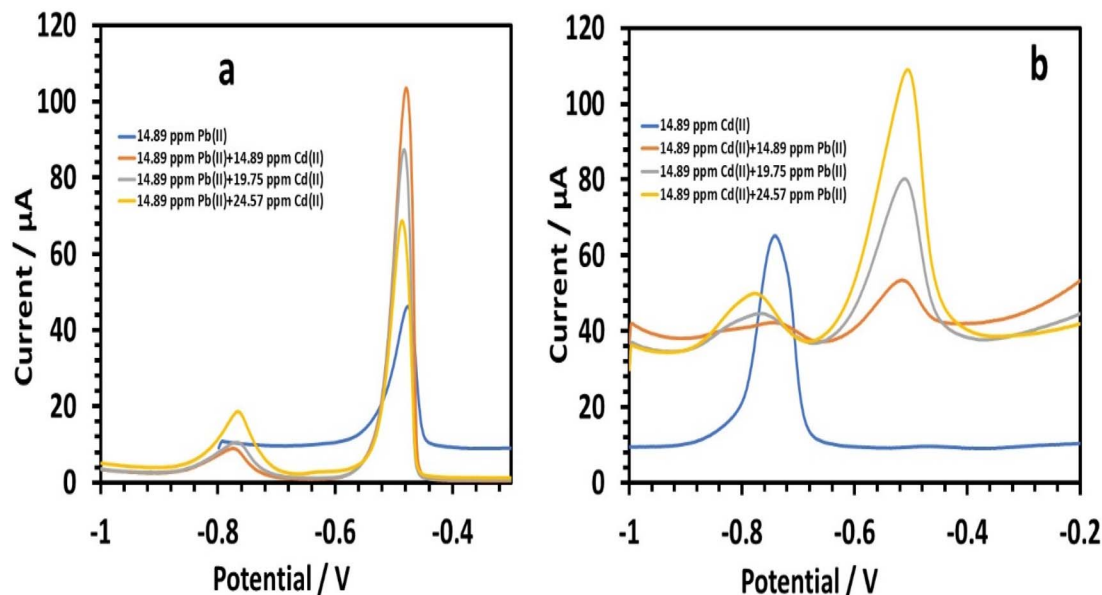 a
120
100
80
60
40
20
0
Current / µA
14.89 ppm Pb(II)
14.89 ppm Pb(II)+14.89 ppm Cd(II)
14.89 ppm Pb(II)+19.75 ppm Cd(II)
14.89 ppm Pb(II)+24.57 ppm Cd(II)
-1 -0.8 -0.6 -0.4
Potential / V
b
120
100
80
60
40
20
0
Current / µA
14.89 ppm Cd(II)
14.89 ppm Cd(II)+14.89 ppm Pb(II)
14.89 ppm Cd(II)+19.75 ppm Pb(II)
14.89 ppm Cd(II)+24.57 ppm Pb(II)
-1 -0.8 -0.6 -0.4 -0.2
Potential / V